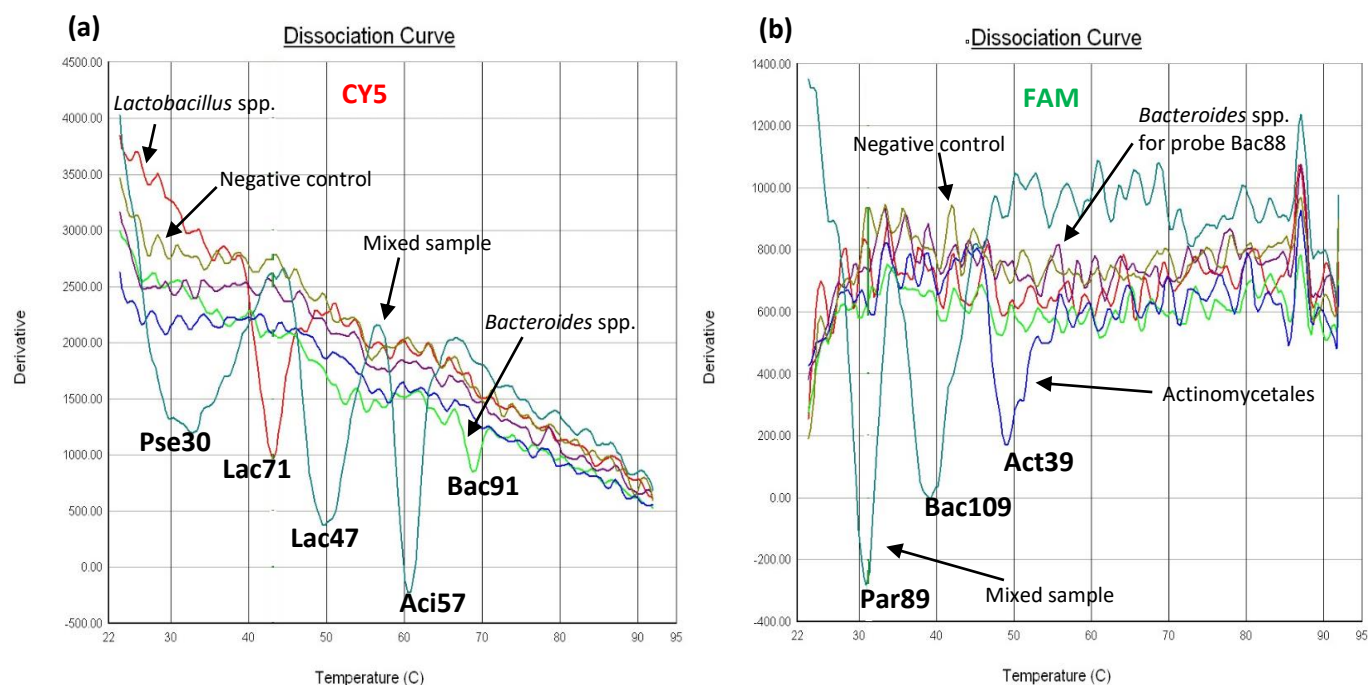 (a)
Dissociation Curve
CY5
Lactobacillus spp.
Negative control
Mixed sample
Bacteroides spp.
Pse30
Lac71
Lac47
Aci57
Bac91
4500.00
4000.00
3500.00
3000.00
2500.00
2000.00
1500.00
1000.00
500.00
0.00
-500.00
Derivative
22 30 40 50 60 70 80 90 95
Temperature (C)
(b)
Dissociation Curve
FAM
Negative control
Bacteroides spp.
for probe Bac88
Actinomycetales
Act39
Bac109
Par89
Mixed sample
1400.00
1200.00
1000.00
800.00
600.00
400.00
200.00
0.00
-200.00
-400.00
Derivative
22 30 40 50 60 70 80 90 95
Temperature (C)